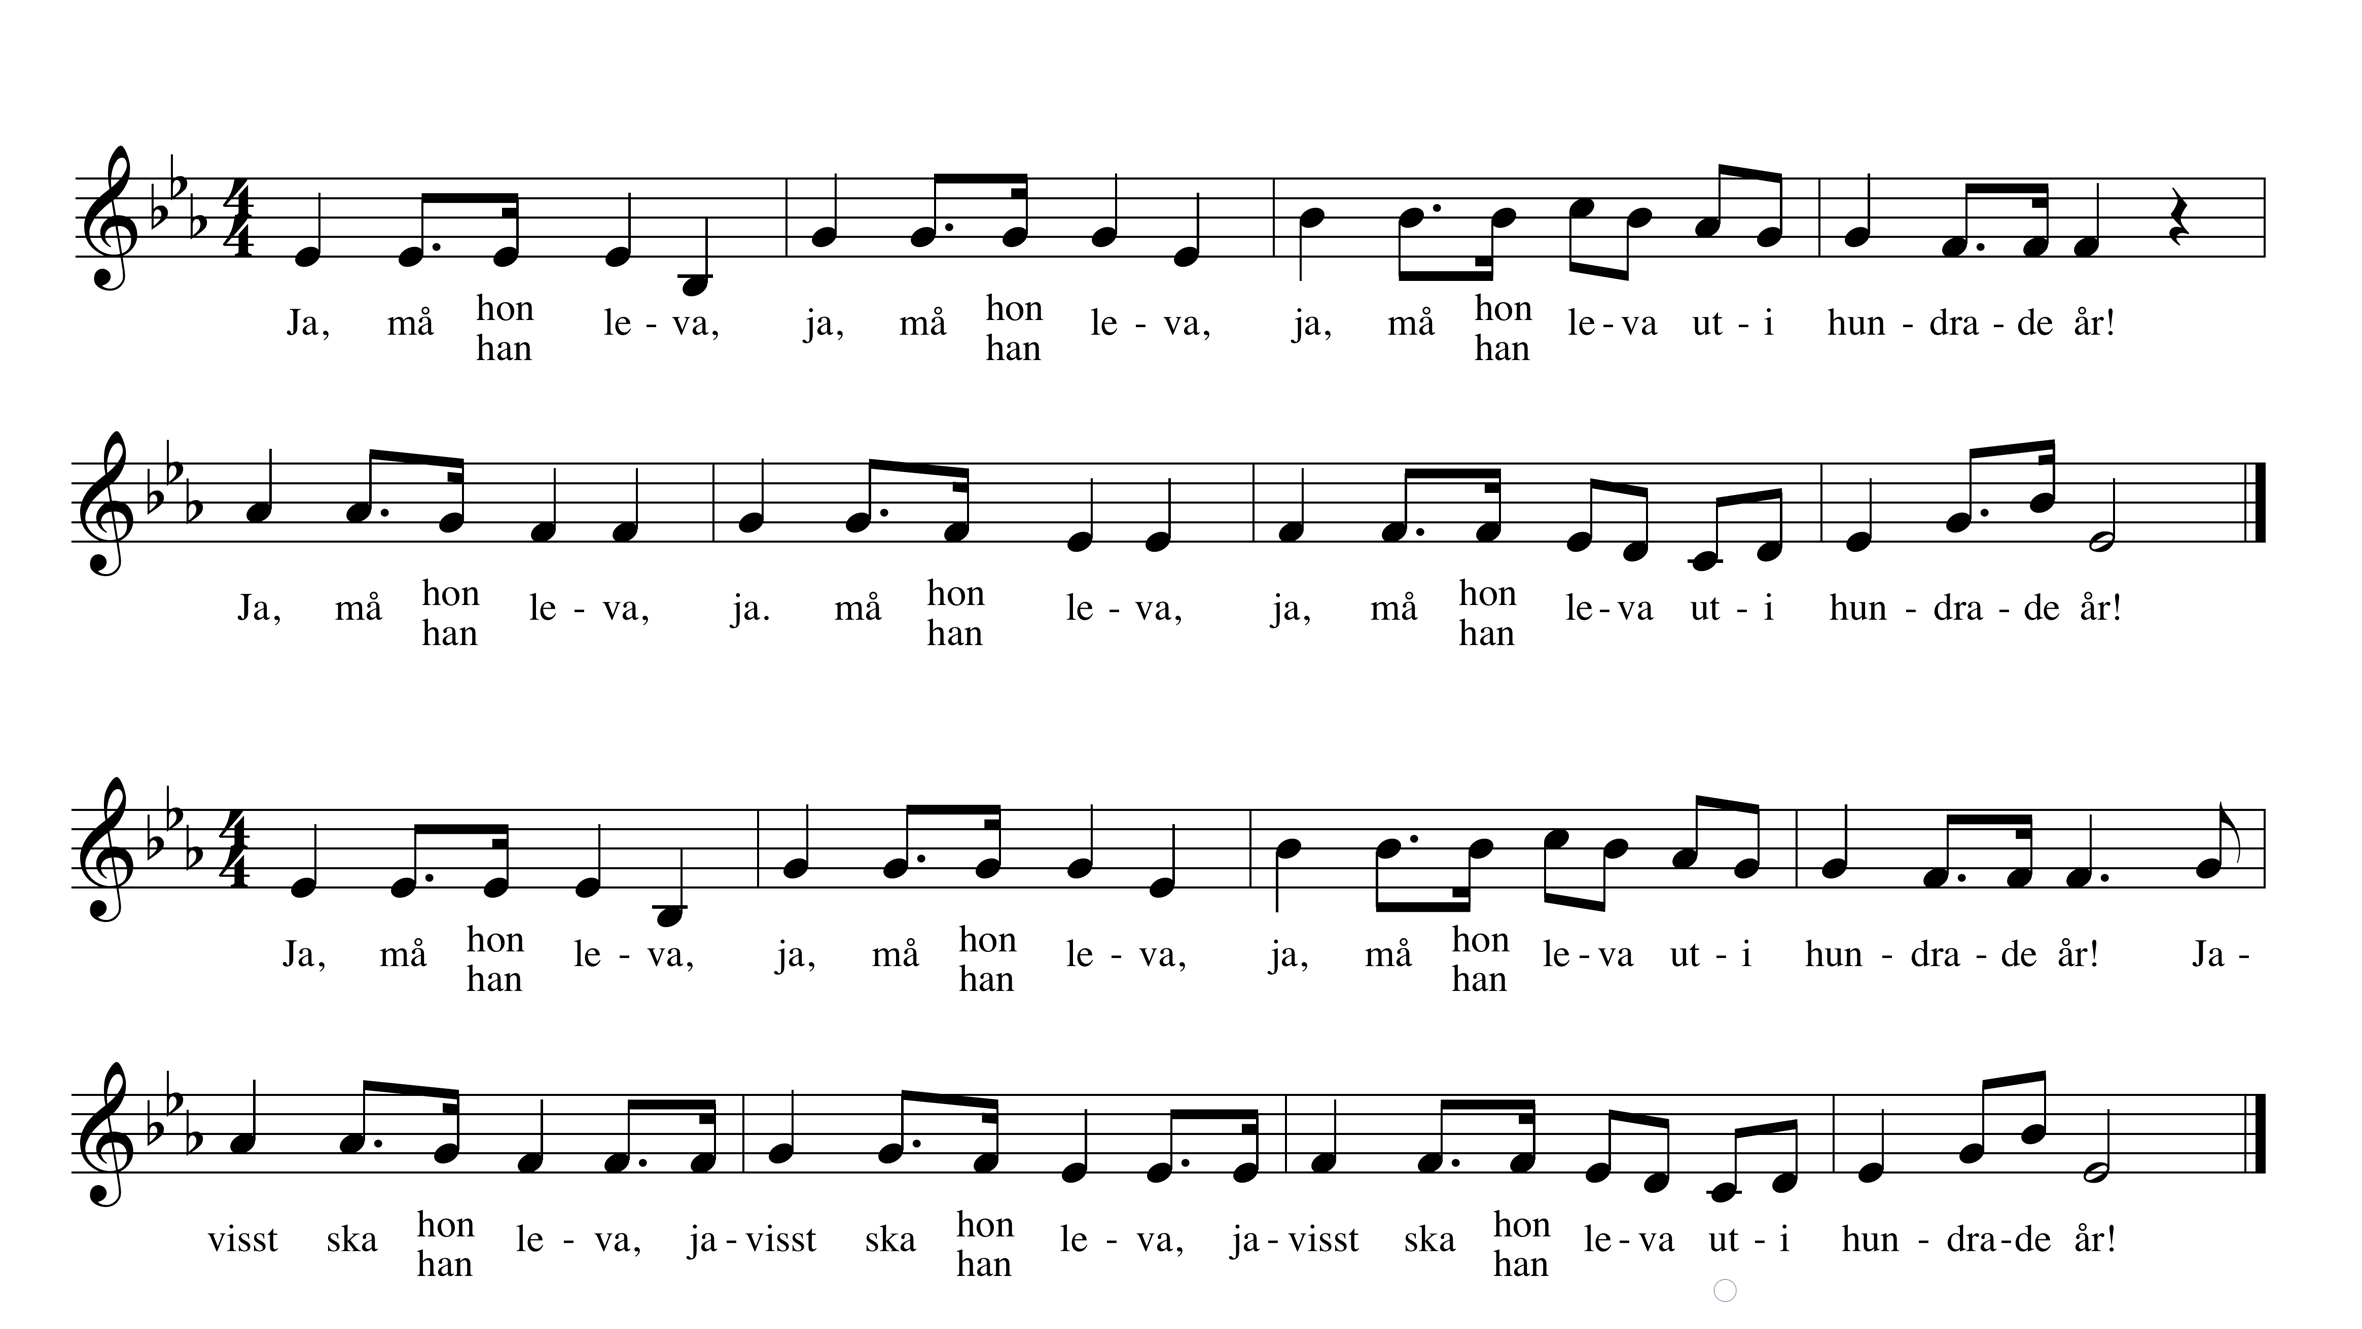 Ja, må hon le - va, ja, må hon le - va, ja, må hon le - va ut - i hun - dra - de år!
han han han
Ja, må hon le - va, ja. må hon le - va, ja, må hon le - va ut - i hun - dra - de år!
han han han
Ja, må hon le - va, ja, må hon le - va, ja, må hon le - va ut - i hun - dra - de år! Ja -
han han han
visst ska hon le - va, ja - visst ska hon le - va, ja - visst ska hon le - va ut - i hun - dra - de år!
han han han